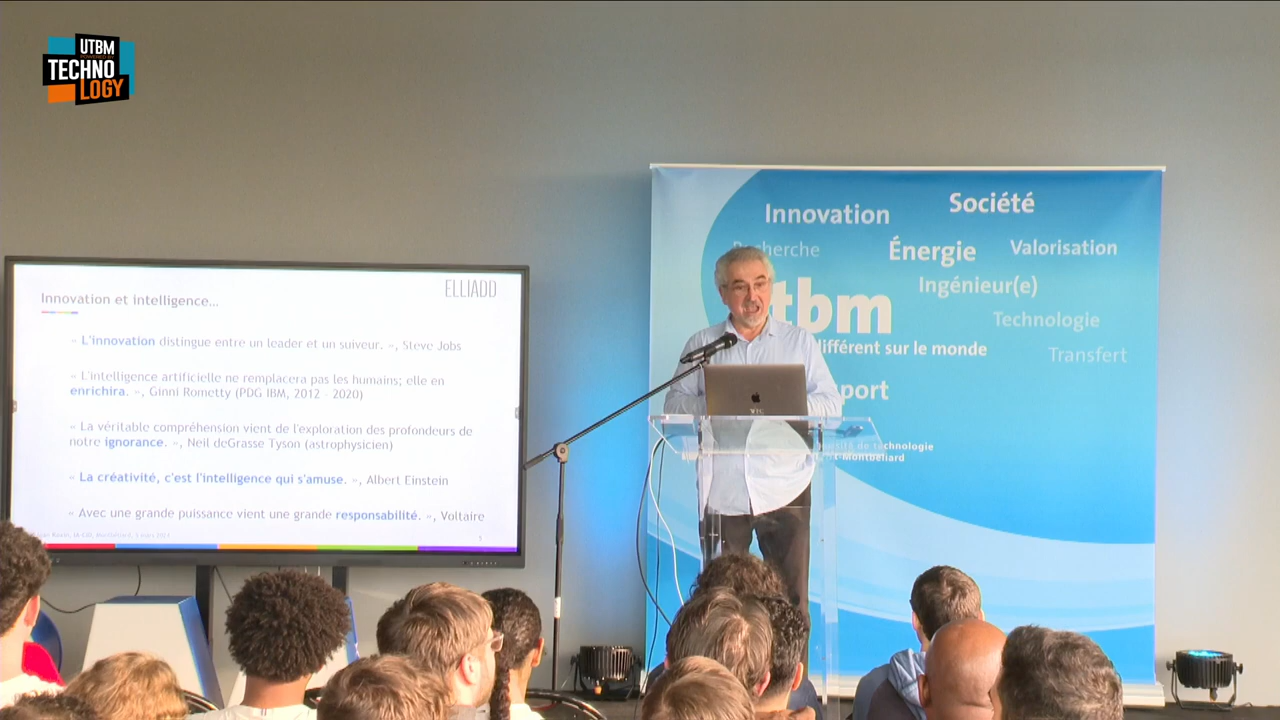 UTBM
TECHNO
LOGY
ELLIADD
Innovation et intelligence...
« L'innovation distingue entre un leader et un suiveur. », Steve Jobs
« L'intelligence artificielle ne remplacera pas les humains; elle en
enrichira. », Ginni Rometty (PDG IBM, 2012 - 2020)
« La véritable compréhension vient de l'exploration des profondeurs de
notre ignorance. », Neil deGrasse Tyson (astrophysicien)
« La créativité, c'est l'intelligence qui s'amuse. », Albert Einstein
« Avec une grande puissance vient une grande responsabilité. », Voltaire
Innovation
Société
Recherche
Énergie
Valorisation
Ingénieur(e)
tbm
Technologie
différent sur le monde
Transfert
port
de technologie
Montbéliard